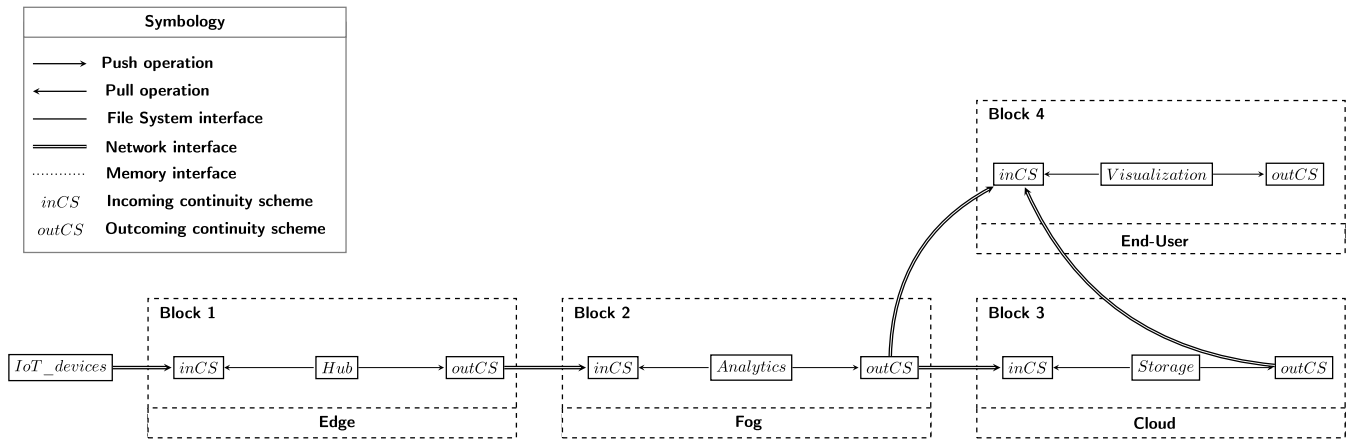 Symbology
Push operation
Pull operation
File System interface
Network interface
Memory interface
inCS Incoming continuity scheme
outCS Outcoming continuity scheme
Block 4
inCS Visualization outCS
End-User
Block 1 Block 2 Block 3
IoT_devices inCS Hub outCS inCS Analytics outCS inCS Storage outCS
Edge Fog Cloud